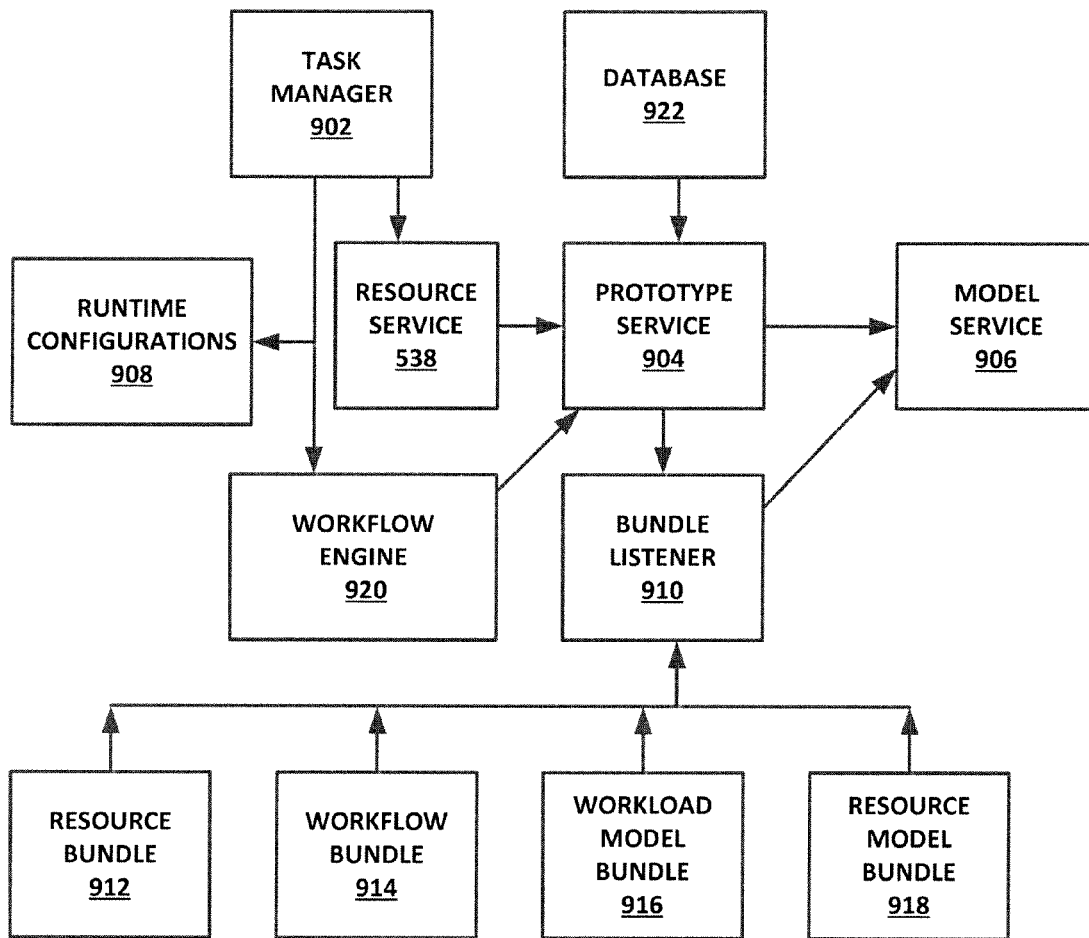 TASK
MANAGER
902
DATABASE
922
RUNTIME
CONFIGURATIONS
908
RESOURCE
SERVICE
538
PROTOTYPE
SERVICE
904
MODEL
SERVICE
906
WORKFLOW
ENGINE
920
BUNDLE
LISTENER
910
RESOURCE
BUNDLE
912
WORKFLOW
BUNDLE
914
WORKLOAD
MODEL
BUNDLE
916
RESOURCE
MODEL
BUNDLE
918